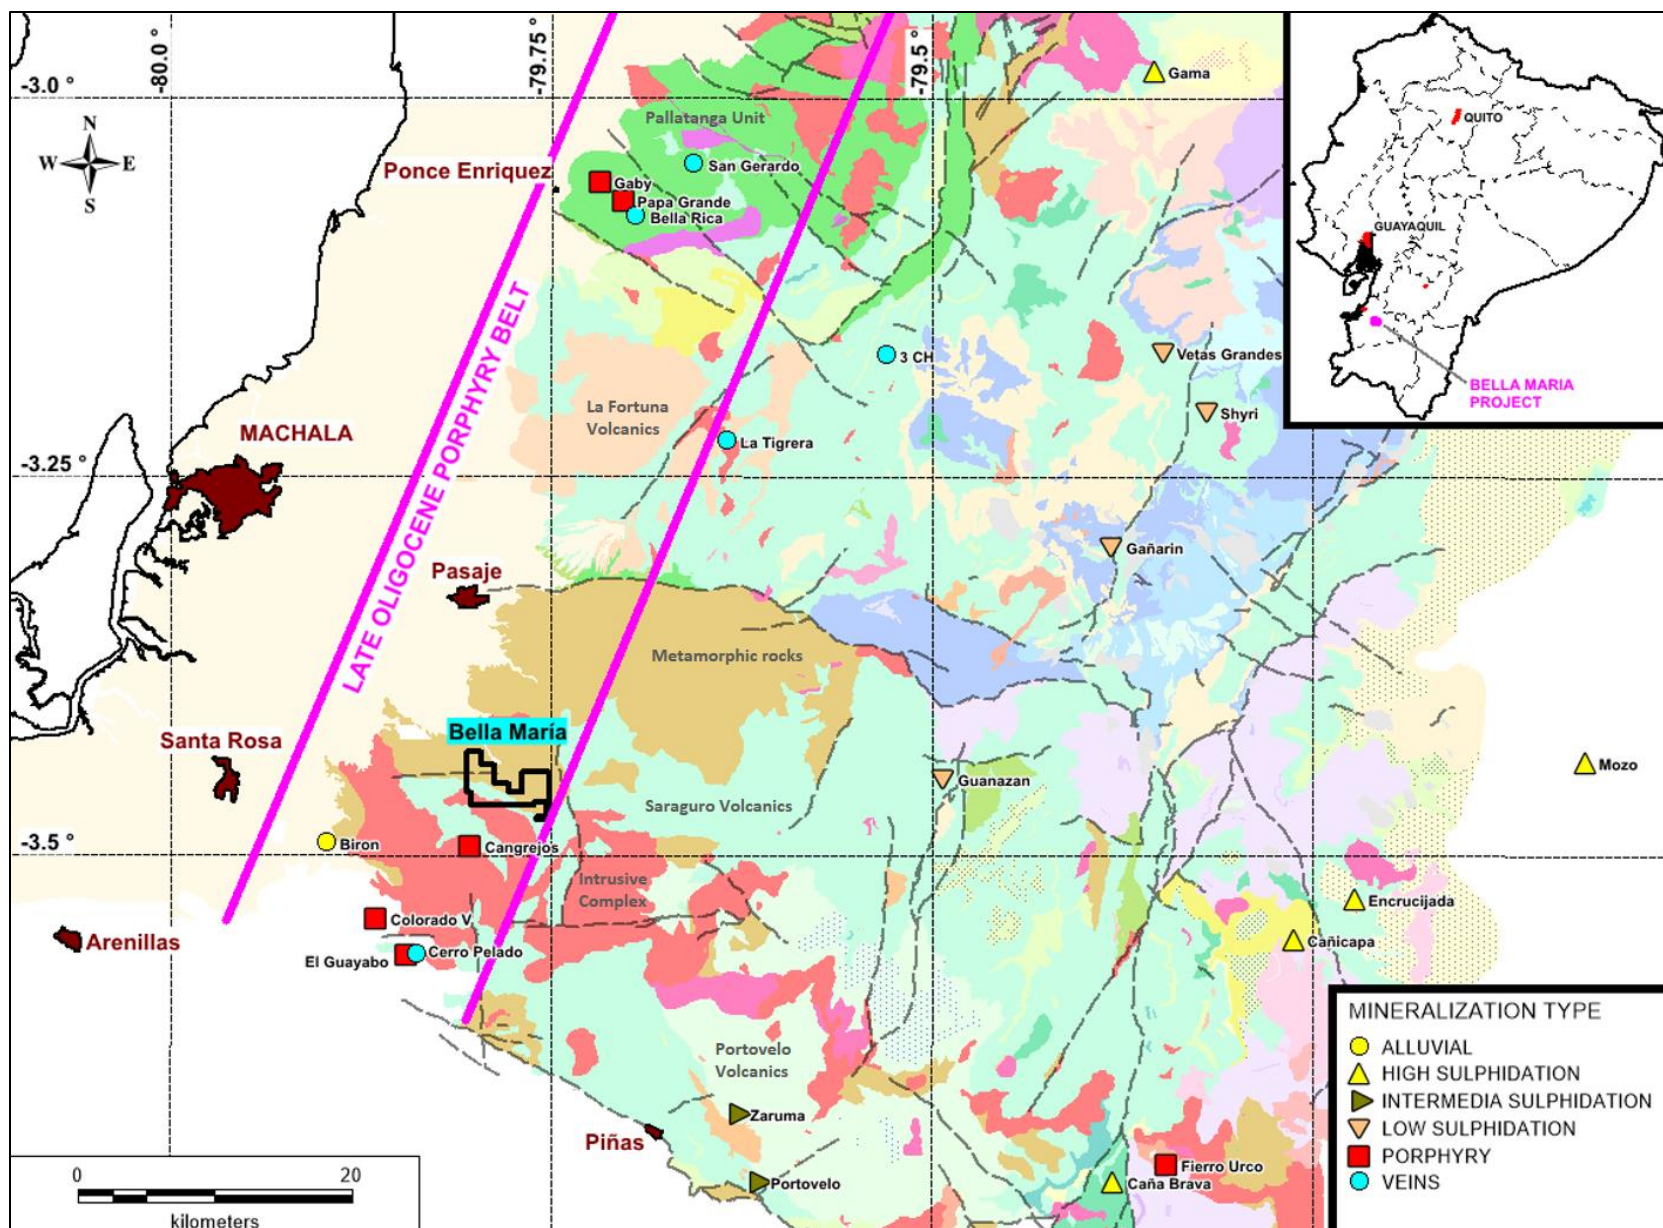 -80.0 °
-79.75 °
-79.5 °
-3.0 °
Gama
QUITO
Pallatanga Unit
N
W
E
S
San Gerardo
Ponce Enriquez
Gaby
Papa Grande
Bella Rica
GUAYAQUIL
LATE OLIGOCENE PORPHYRY BELT
3 CH
Vetas Grandes
BELLA MARIA
PROJECT
La Fortuna
Volcanics
Shyri
MACHALA
La Tigrera
-3.25 °
Gañarin
Pasaje
Metamorphic rocks
Bella María
Santa Rosa
Mozo
Guanazan
Saraguro Volcanics
Biron
Cangrejos
-3.5 °
Intrusive
Complex
Encrucijada
Colorado V
Arenillas
Cañicapa
Cerro Pelado
El Guayabo
MINERALIZATION TYPE
ALLUVIAL
HIGH SULPHIDATION
INTERMEDIA SULPHIDATION
LOW SULPHIDATION
PORPHYRY
VEINS
Portovelo
Volcanics
Zaruma
Piñas
Fierro Urco
Portovelo
Caña Brava
0
20
kilometers